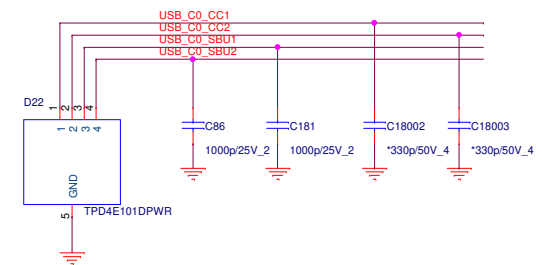 USB_C0_CC1
USB_C0_CC2
USB_C0_SBU1
USB_C0_SBU2
D22
1 2 3 4
1 2 3 4
GND
5
TPD4E101DPWR
C86
1000p/25V_2
C181
1000p/25V_2
C18002
*330p/50V_4
C18003
*330p/50V_4